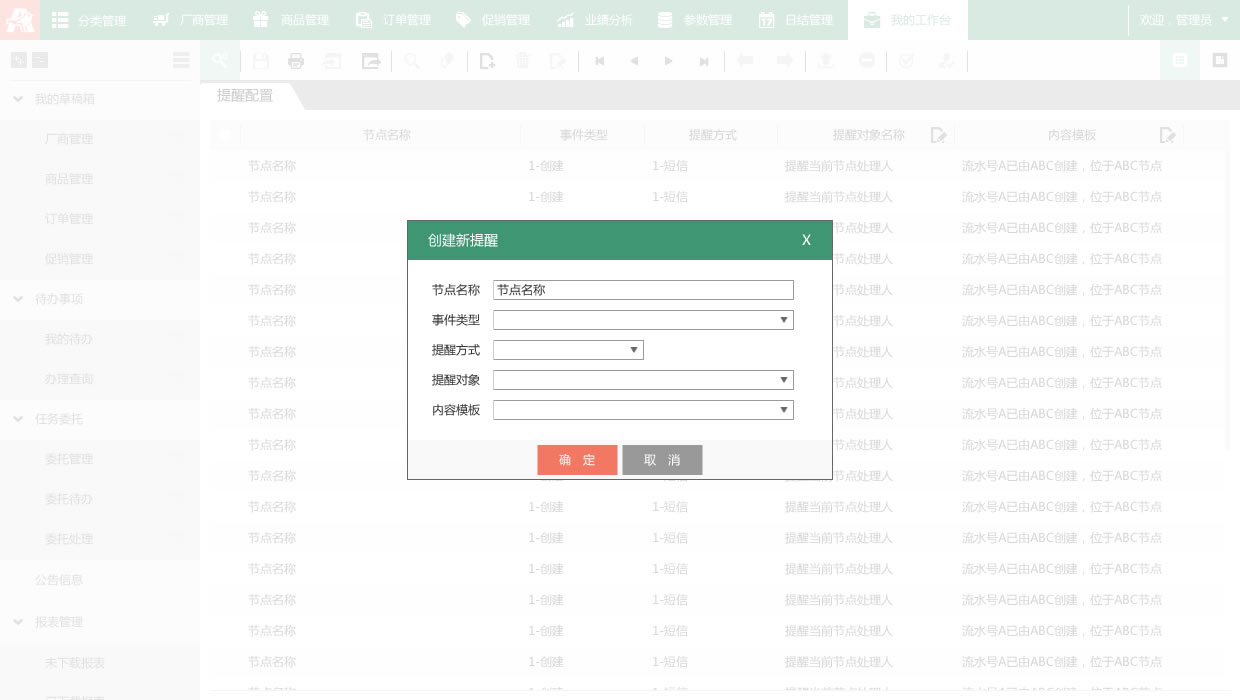 分类管理 厂商管理 商品管理 订单管理 促销管理 业绩分析 参数管理 日结管理 我的工作台 欢迎，管理员
我的草稿箱
厂商管理
商品管理
订单管理
促销管理
待办事项
我的待办
办理查询
任务委托
委托管理
委托待办
委托处理
公告信息
报表管理
未下载报表
已下载报表
提醒配置
节点名称 事件类型 提醒方式 提醒对象名称 内容模板
节点名称 1-创建 1-短信 提醒当前节点处理人 流水号A已由ABC创建，位于ABC节点
节点名称 1-创建 1-短信 提醒当前节点处理人 流水号A已由ABC创建，位于ABC节点
节点名称 节点处理人 流水号A已由ABC创建，位于ABC节点
节点名称 节点处理人 流水号A已由ABC创建，位于ABC节点
节点名称 节点处理人 流水号A已由ABC创建，位于ABC节点
节点名称 节点处理人 流水号A已由ABC创建，位于ABC节点
节点名称 节点处理人 流水号A已由ABC创建，位于ABC节点
节点名称 节点处理人 流水号A已由ABC创建，位于ABC节点
节点名称 节点处理人 流水号A已由ABC创建，位于ABC节点
节点名称 节点处理人 流水号A已由ABC创建，位于ABC节点
节点名称 节点处理人 流水号A已由ABC创建，位于ABC节点
节点名称 1-创建 1-短信 提醒当前节点处理人 流水号A已由ABC创建，位于ABC节点
节点名称 1-创建 1-短信 提醒当前节点处理人 流水号A已由ABC创建，位于ABC节点
节点名称 1-创建 1-短信 提醒当前节点处理人 流水号A已由ABC创建，位于ABC节点
节点名称 1-创建 1-短信 提醒当前节点处理人 流水号A已由ABC创建，位于ABC节点
节点名称 1-创建 1-短信 提醒当前节点处理人 流水号A已由ABC创建，位于ABC节点
节点名称 1-创建 1-短信 提醒当前节点处理人 流水号A已由ABC创建，位于ABC节点
创建新提醒 X
节点名称 节点名称
事件类型
提醒方式
提醒对象
内容模板
确 定 取 消